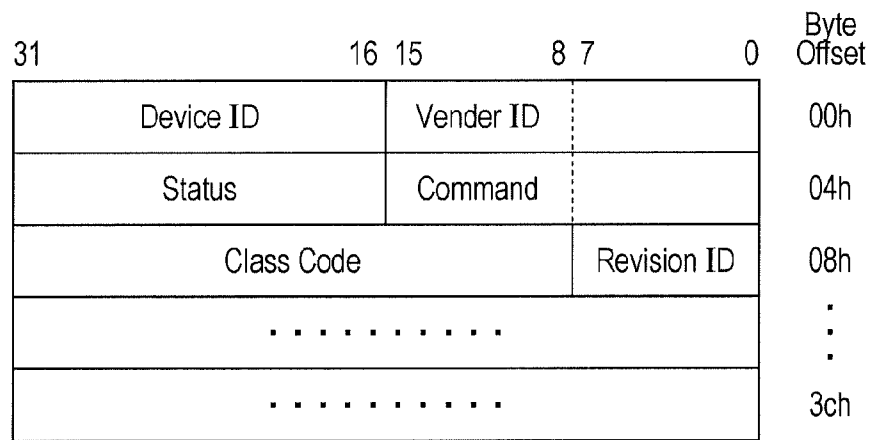 Byte
31 16 15 8 7 0 Offset
Device ID Vender ID 00h
Status Command 04h
Class Code Revision ID 08h
. . . . . . . . . .
. . . . . . . . . . 3ch